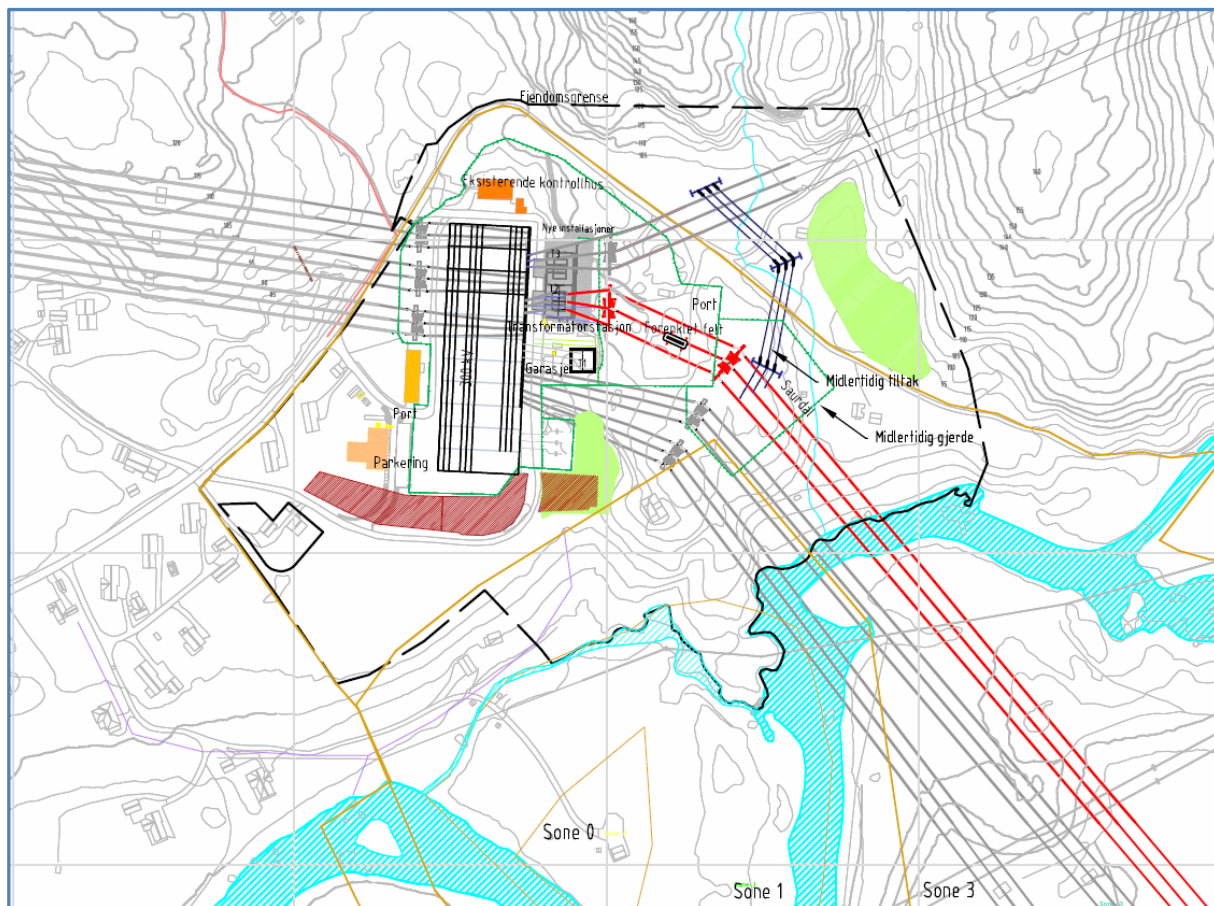 Eiendomsgrense
Eksisterende kontrollhus
Nye installasjoner
T3
T2
Port
Transformatorstasjon
Forenklet felt
300 kV
Garasje
T1
Midlertidig tiltak
Saurdal
Port
Midlertidig gjerde
Parkering
Sone 0
Sone 1
Sone 3